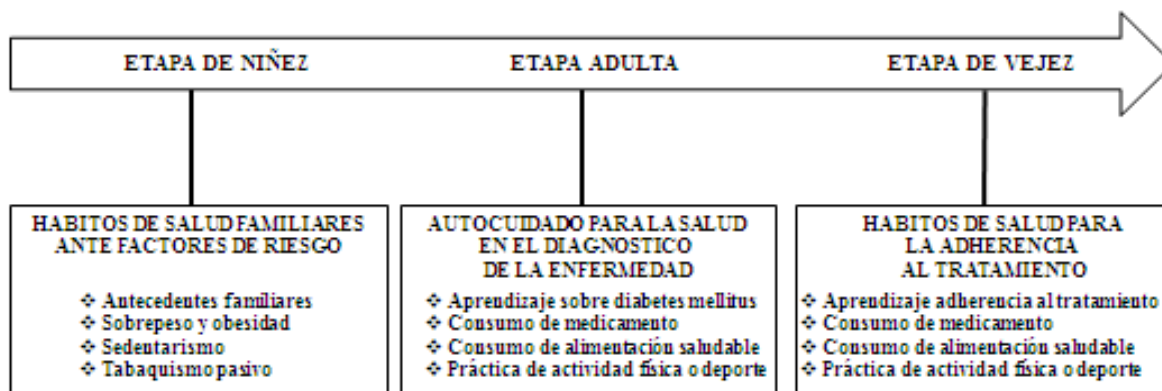 ETAPA DE NIÑEZ
ETAPA ADULTA
ETAPA DE VEJEZ
HABITOS DE SALUD FAMILIARES
ANTE FACTORES DE RIESGO
❖ Antecedentes familiares
❖ Sobrepeso y obesidad
❖ Sedentarismo
❖ Tabaquismo pasivo
AUTOCUIDADO PARA LA SALUD
EN EL DIAGNOSTICO
DE LA ENFERMEDAD
❖ Aprendizaje sobre diabetes mellitus
❖ Consumo de medicamento
❖ Consumo de alimentación saludable
❖ Práctica de actividad física o deporte
HABITOS DE SALUD PARA
LA ADHERENCIA
AL TRATAMIENTO
❖ Aprendizaje adherencia al tratamiento
❖ Consumo de medicamento
❖ Consumo de alimentación saludable
❖ Práctica de actividad física o deporte